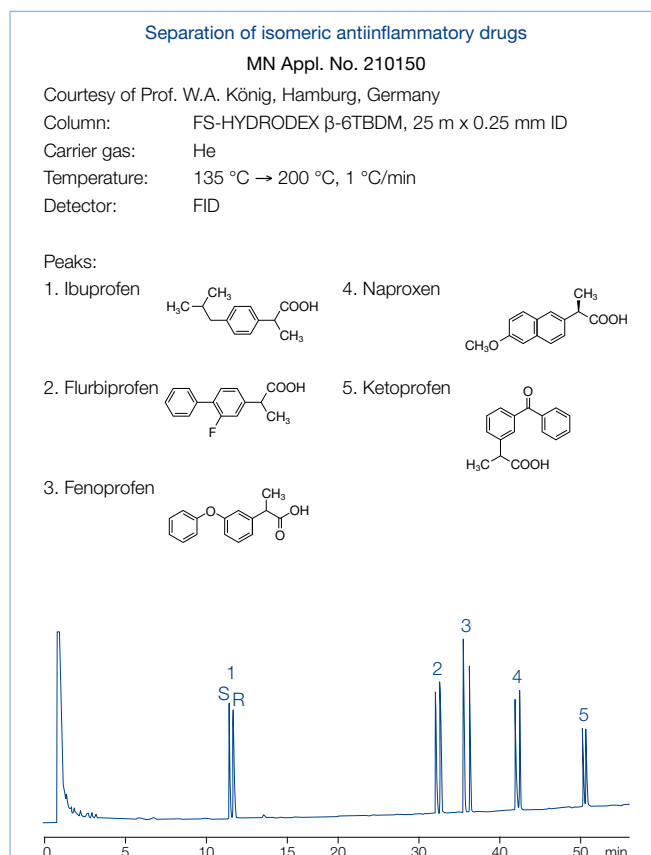 Separation of isomeric antiinflammatory drugs
MN Appl. No. 210150
Courtesy of Prof. W.A. König, Hamburg, Germany
Column: FS-HYDRODEX β-6TBDM, 25 m x 0.25 mm ID
Carrier gas: He
Temperature: 135 °C → 200 °C, 1 °C/min
Detector: FID
Peaks:
1. Ibuprofen
H₃C
CH₃
COOH
CH₃
4. Naproxen
CH₃
COOH
CH₃O
2. Flurbiprofen
COOH
CH₃
F
5. Ketoprofen
O
H₃C
COOH
3. Fenoprofen
CH₃
O
OH
O
1
S R
2
3
4
5
0 5 10 15 20 30 40 50 min